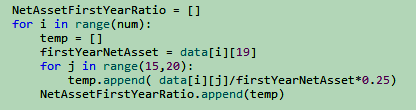 NetAssetFirstYearRatio = []
for i in range(num):
    temp = []
    firstYearNetAsset = data[i][19]
    for j in range(15,20):
        temp.append( data[i][j]/firstYearNetAsset*0.25)
    NetAssetFirstYearRatio.append(temp)